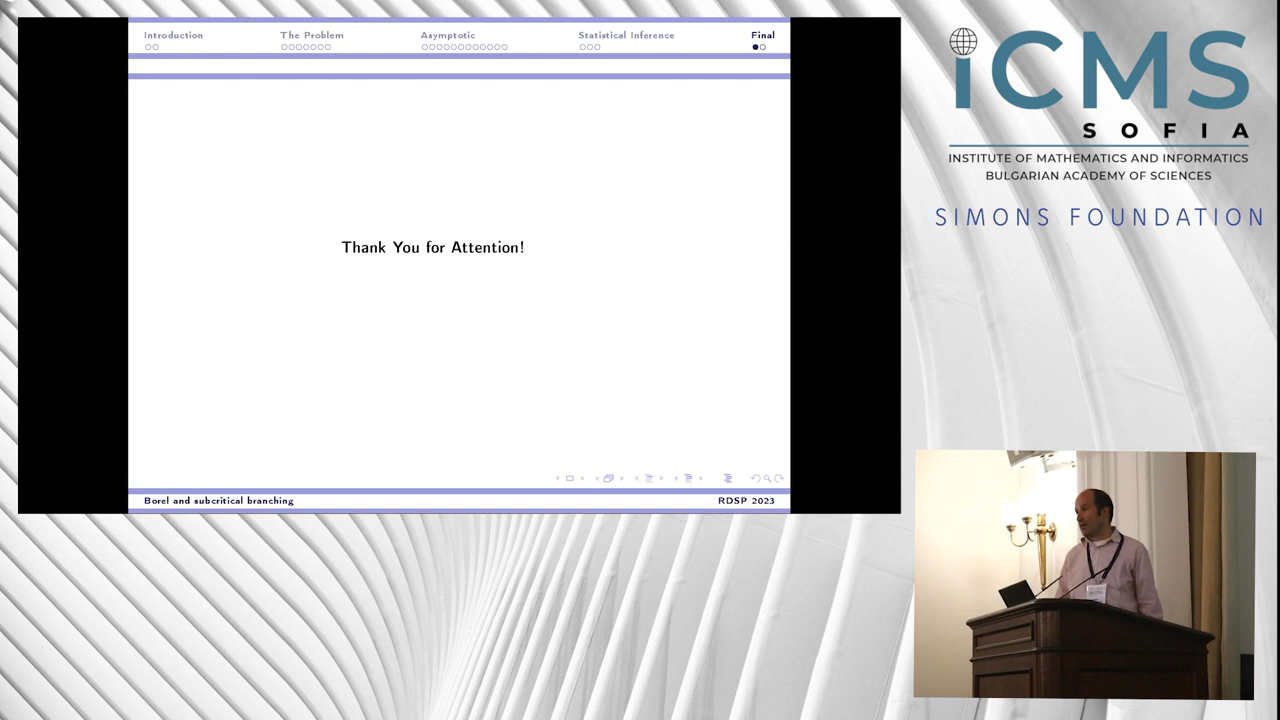 Introduction
The Problem
Asymptotic
Statistical Inference
Final
Thank You for Attention!
Borel and subcritical branching
RDSP 2023
iCMS
SOFIA
INSTITUTE OF MATHEMATICS AND INFORMATICS
BULGARIAN ACADEMY OF SCIENCES
SIMONS FOUNDATION